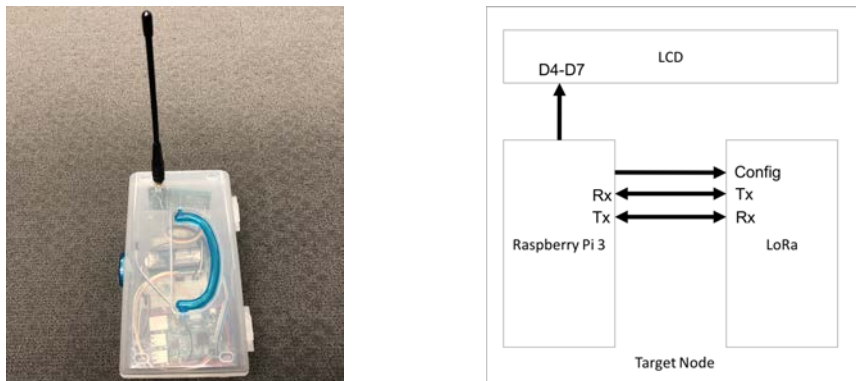 LCD
D4-D7
Config
Rx
Tx
Tx
Rx
Raspberry Pi 3
LoRa
Target Node